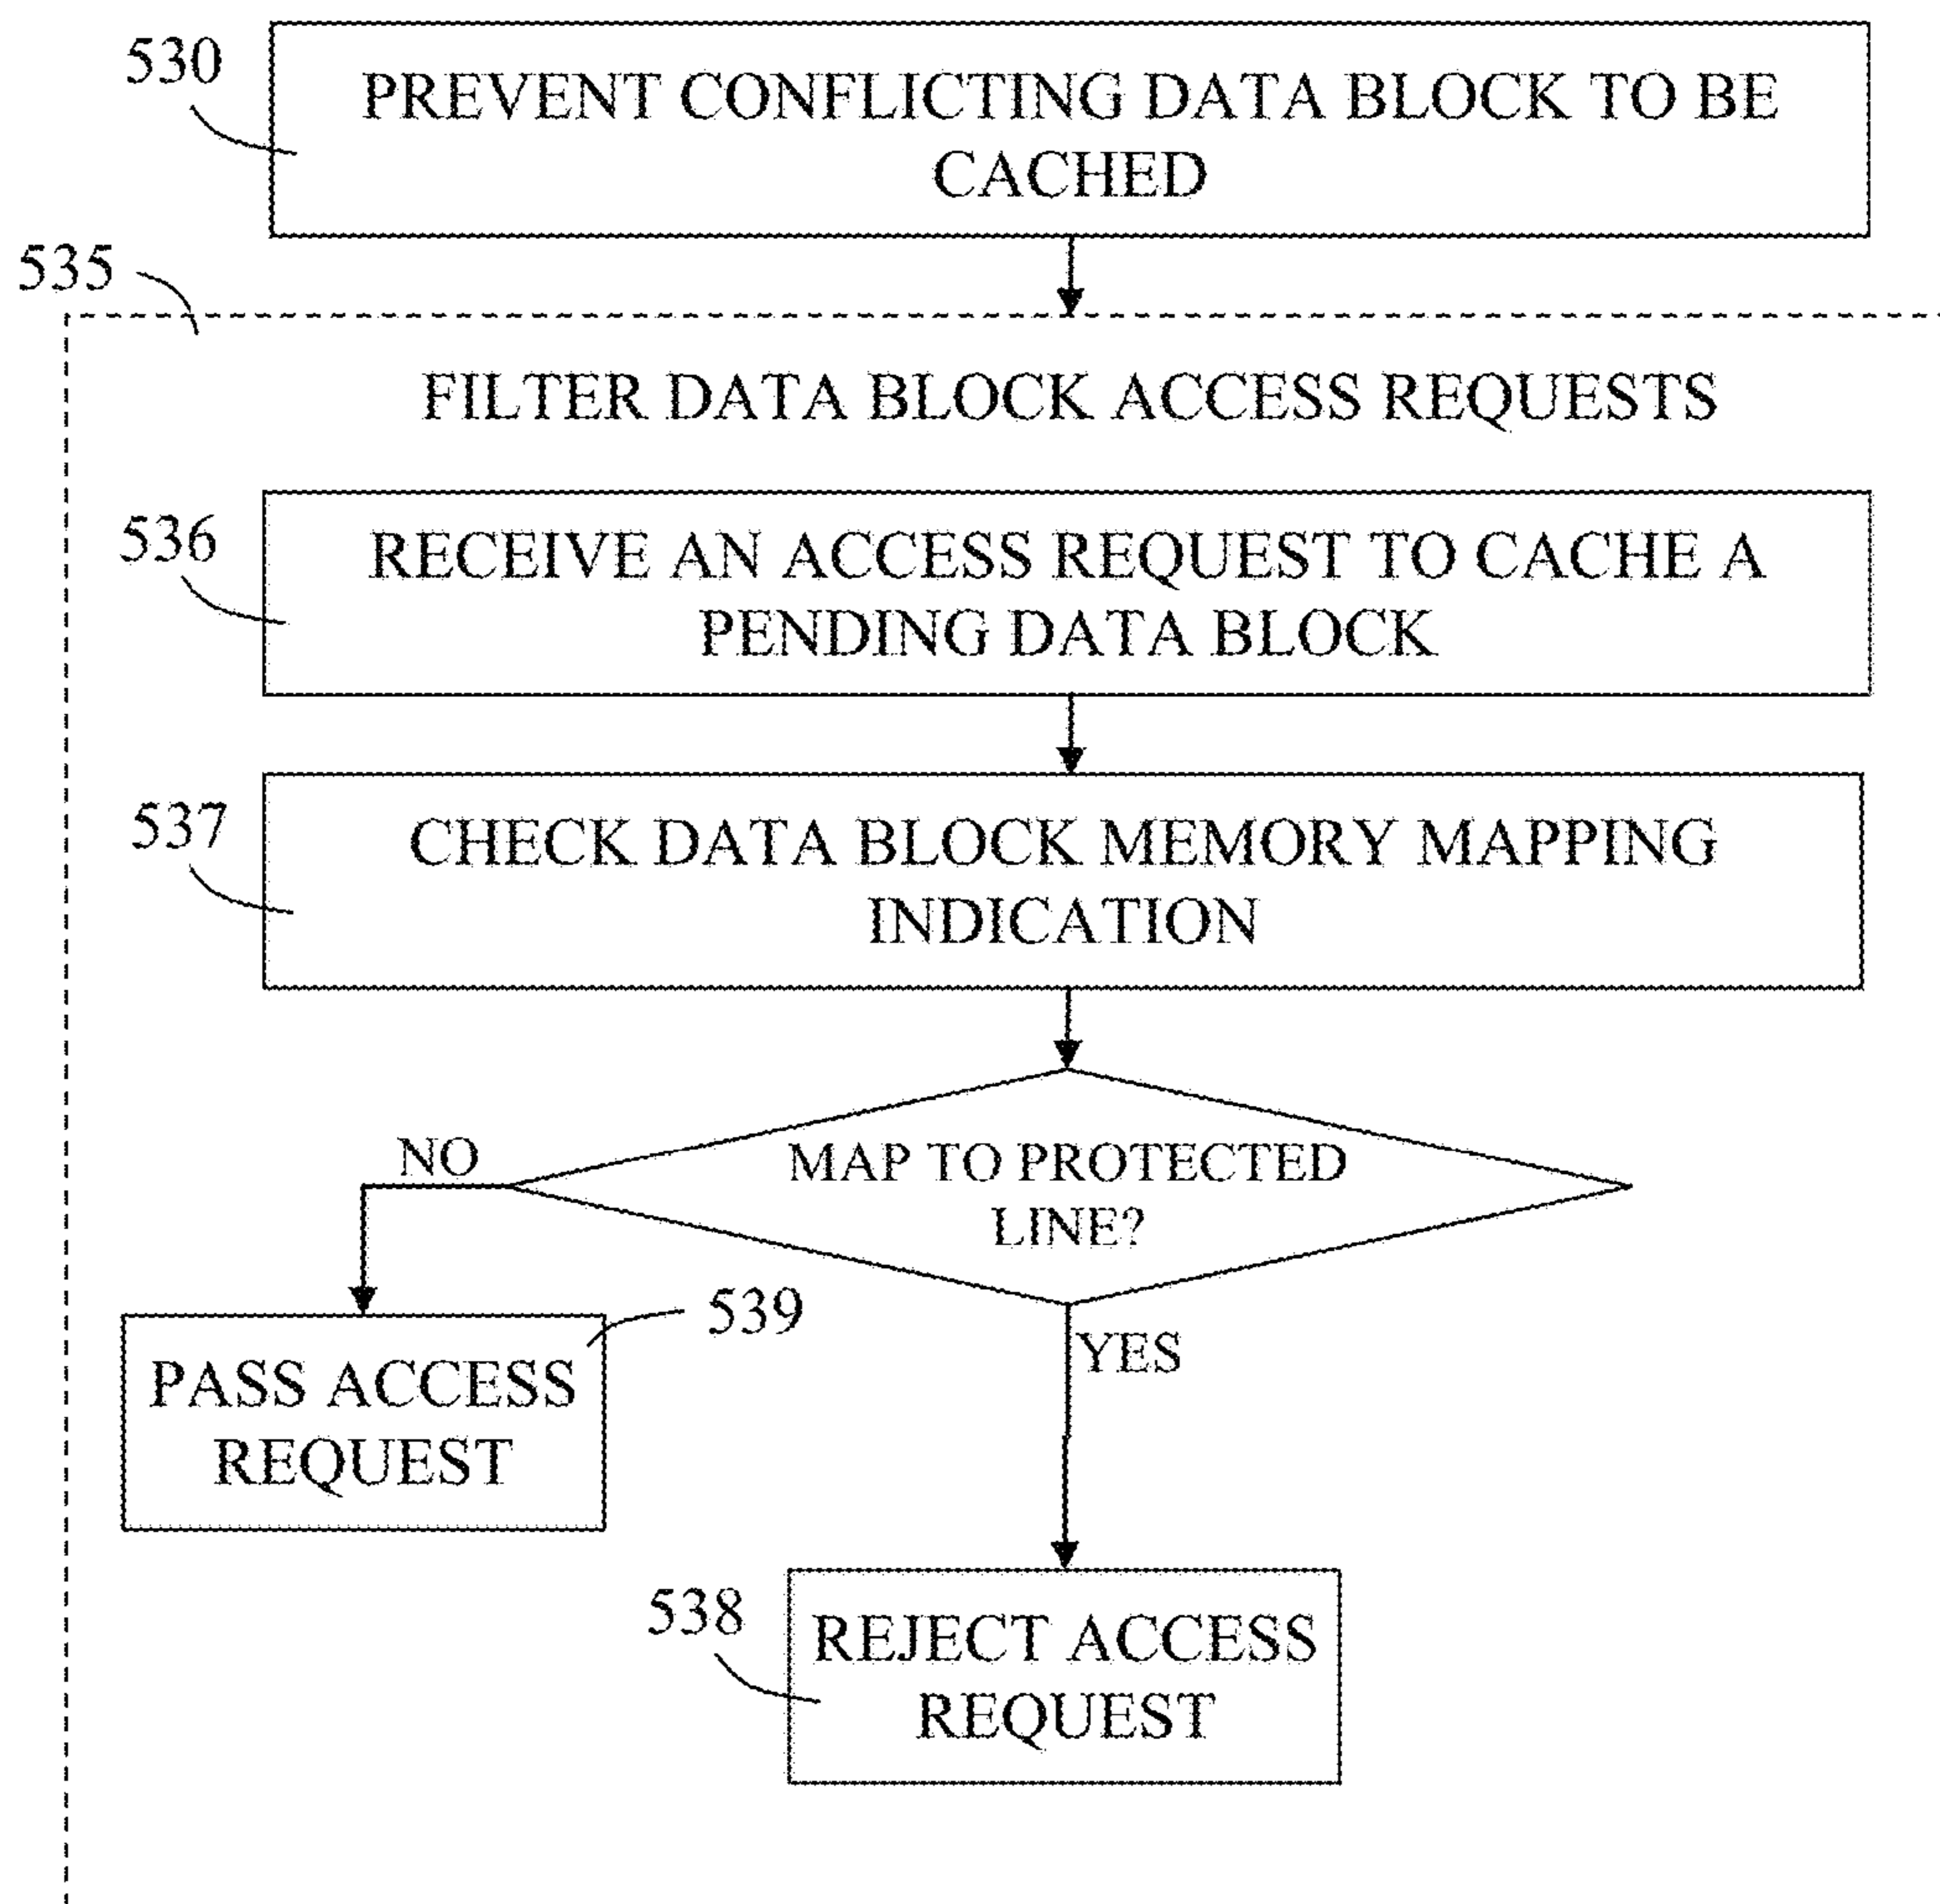 530
PREVENT CONFLICTING DATA BLOCK TO BE
CACHED
535
FILTER DATA BLOCK ACCESS REQUESTS
536
RECEIVE AN ACCESS REQUEST TO CACHE A
PENDING DATA BLOCK
537
CHECK DATA BLOCK MEMORY MAPPING
INDICATION
NO
MAP TO PROTECTED
LINE?
539
YES
PASS ACCESS
REQUEST
538
REJECT ACCESS
REQUEST